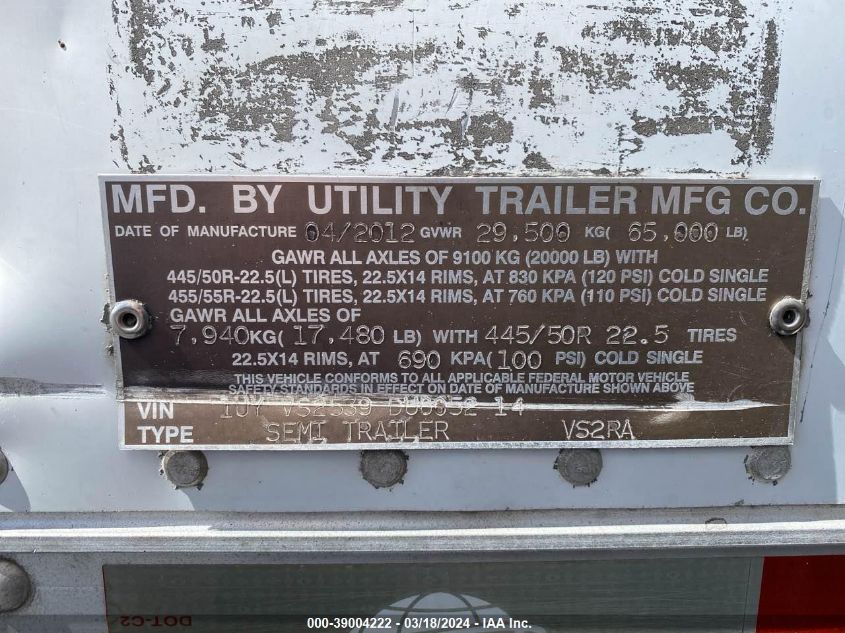 MFD. BY UTILITY TRAILER MFG CO.
DATE OF MANUFACTURE 04/2012 GVWR 29,500 KG( 65,000 LB)
GAWR ALL AXLES OF 9100 KG (20000 LB) WITH
445/50R-22.5(L) TIRES, 22.5X14 RIMS, AT 830 KPA (120 PSI) COLD SINGLE
455/55R-22.5(L) TIRES, 22.5X14 RIMS, AT 760 KPA (110 PSI) COLD SINGLE
GAWR ALL AXLES OF
7,940KG( 17,480 LB) WITH 445/50R 22.5 TIRES
22.5X14 RIMS, AT 690 KPA(100 PSI) COLD SINGLE
THIS VEHICLE CONFORMS TO ALL APPLICABLE FEDERAL MOTOR VEHICLE
SAFETY STANDARDS IN EFFECT ON DATE OF MANUFACTURE SHOWN ABOVE
VIN 1UY VS2539 14
TYPE SEMI TRAILER VS2RA
DOT-C2
000-39004222 - 03/18/2024 - IAA Inc.